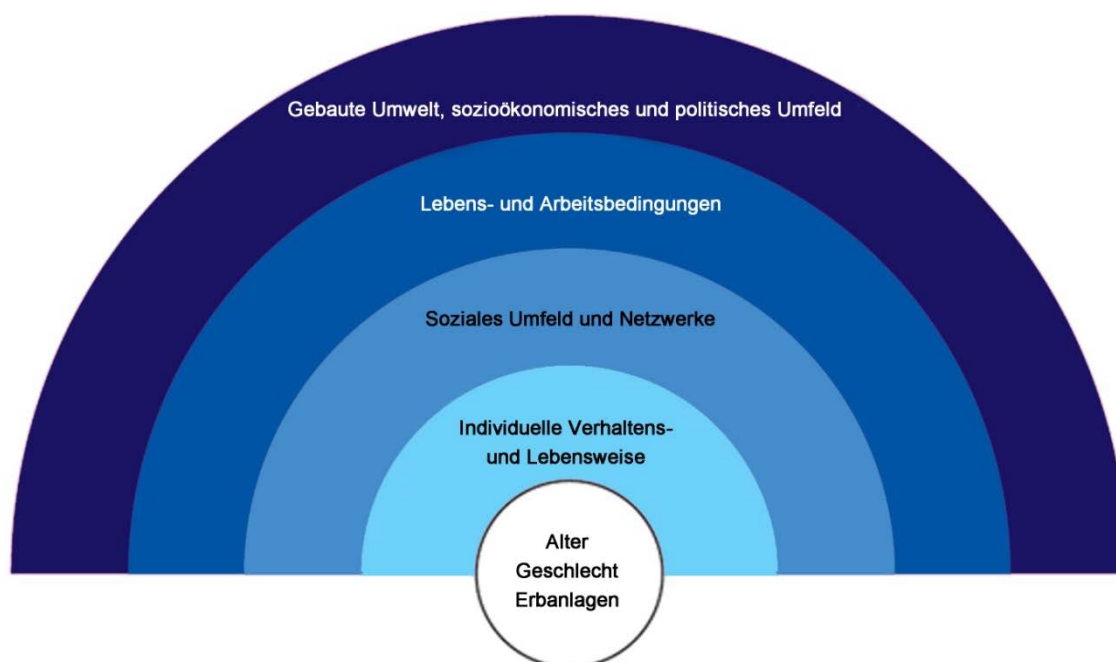 Gebaute Umwelt, sozioökonomisches und politisches Umfeld
Lebens- und Arbeitsbedingungen
Soziales Umfeld und Netzwerke
Individuelle Verhaltens-
und Lebensweise
Alter
Geschlecht
Erbanlagen